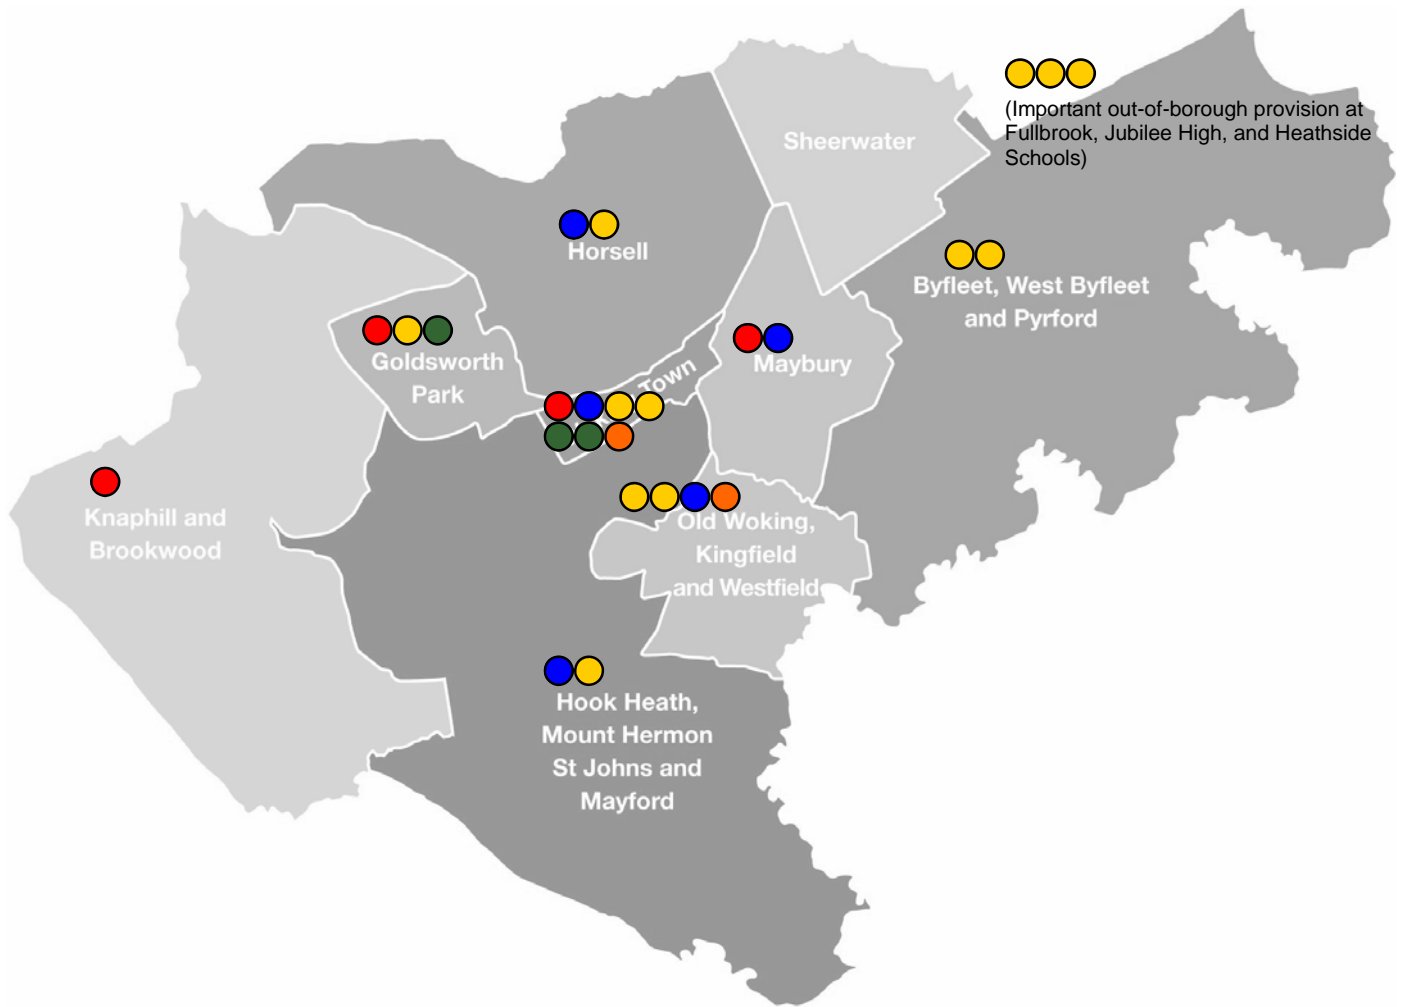 (Important out-of-borough provision at
Fullbrook, Jubilee High, and Heathside
Schools)
Sheerwater
Horsell
Byfleet, West Byfleet
and Pyrford
Goldsworth
Park
Maybury
Town
Knaphill and
Brookwood
Old Woking,
Kingfield
and Westfield
Hook Heath,
Mount Hermon
St Johns and
Mayford